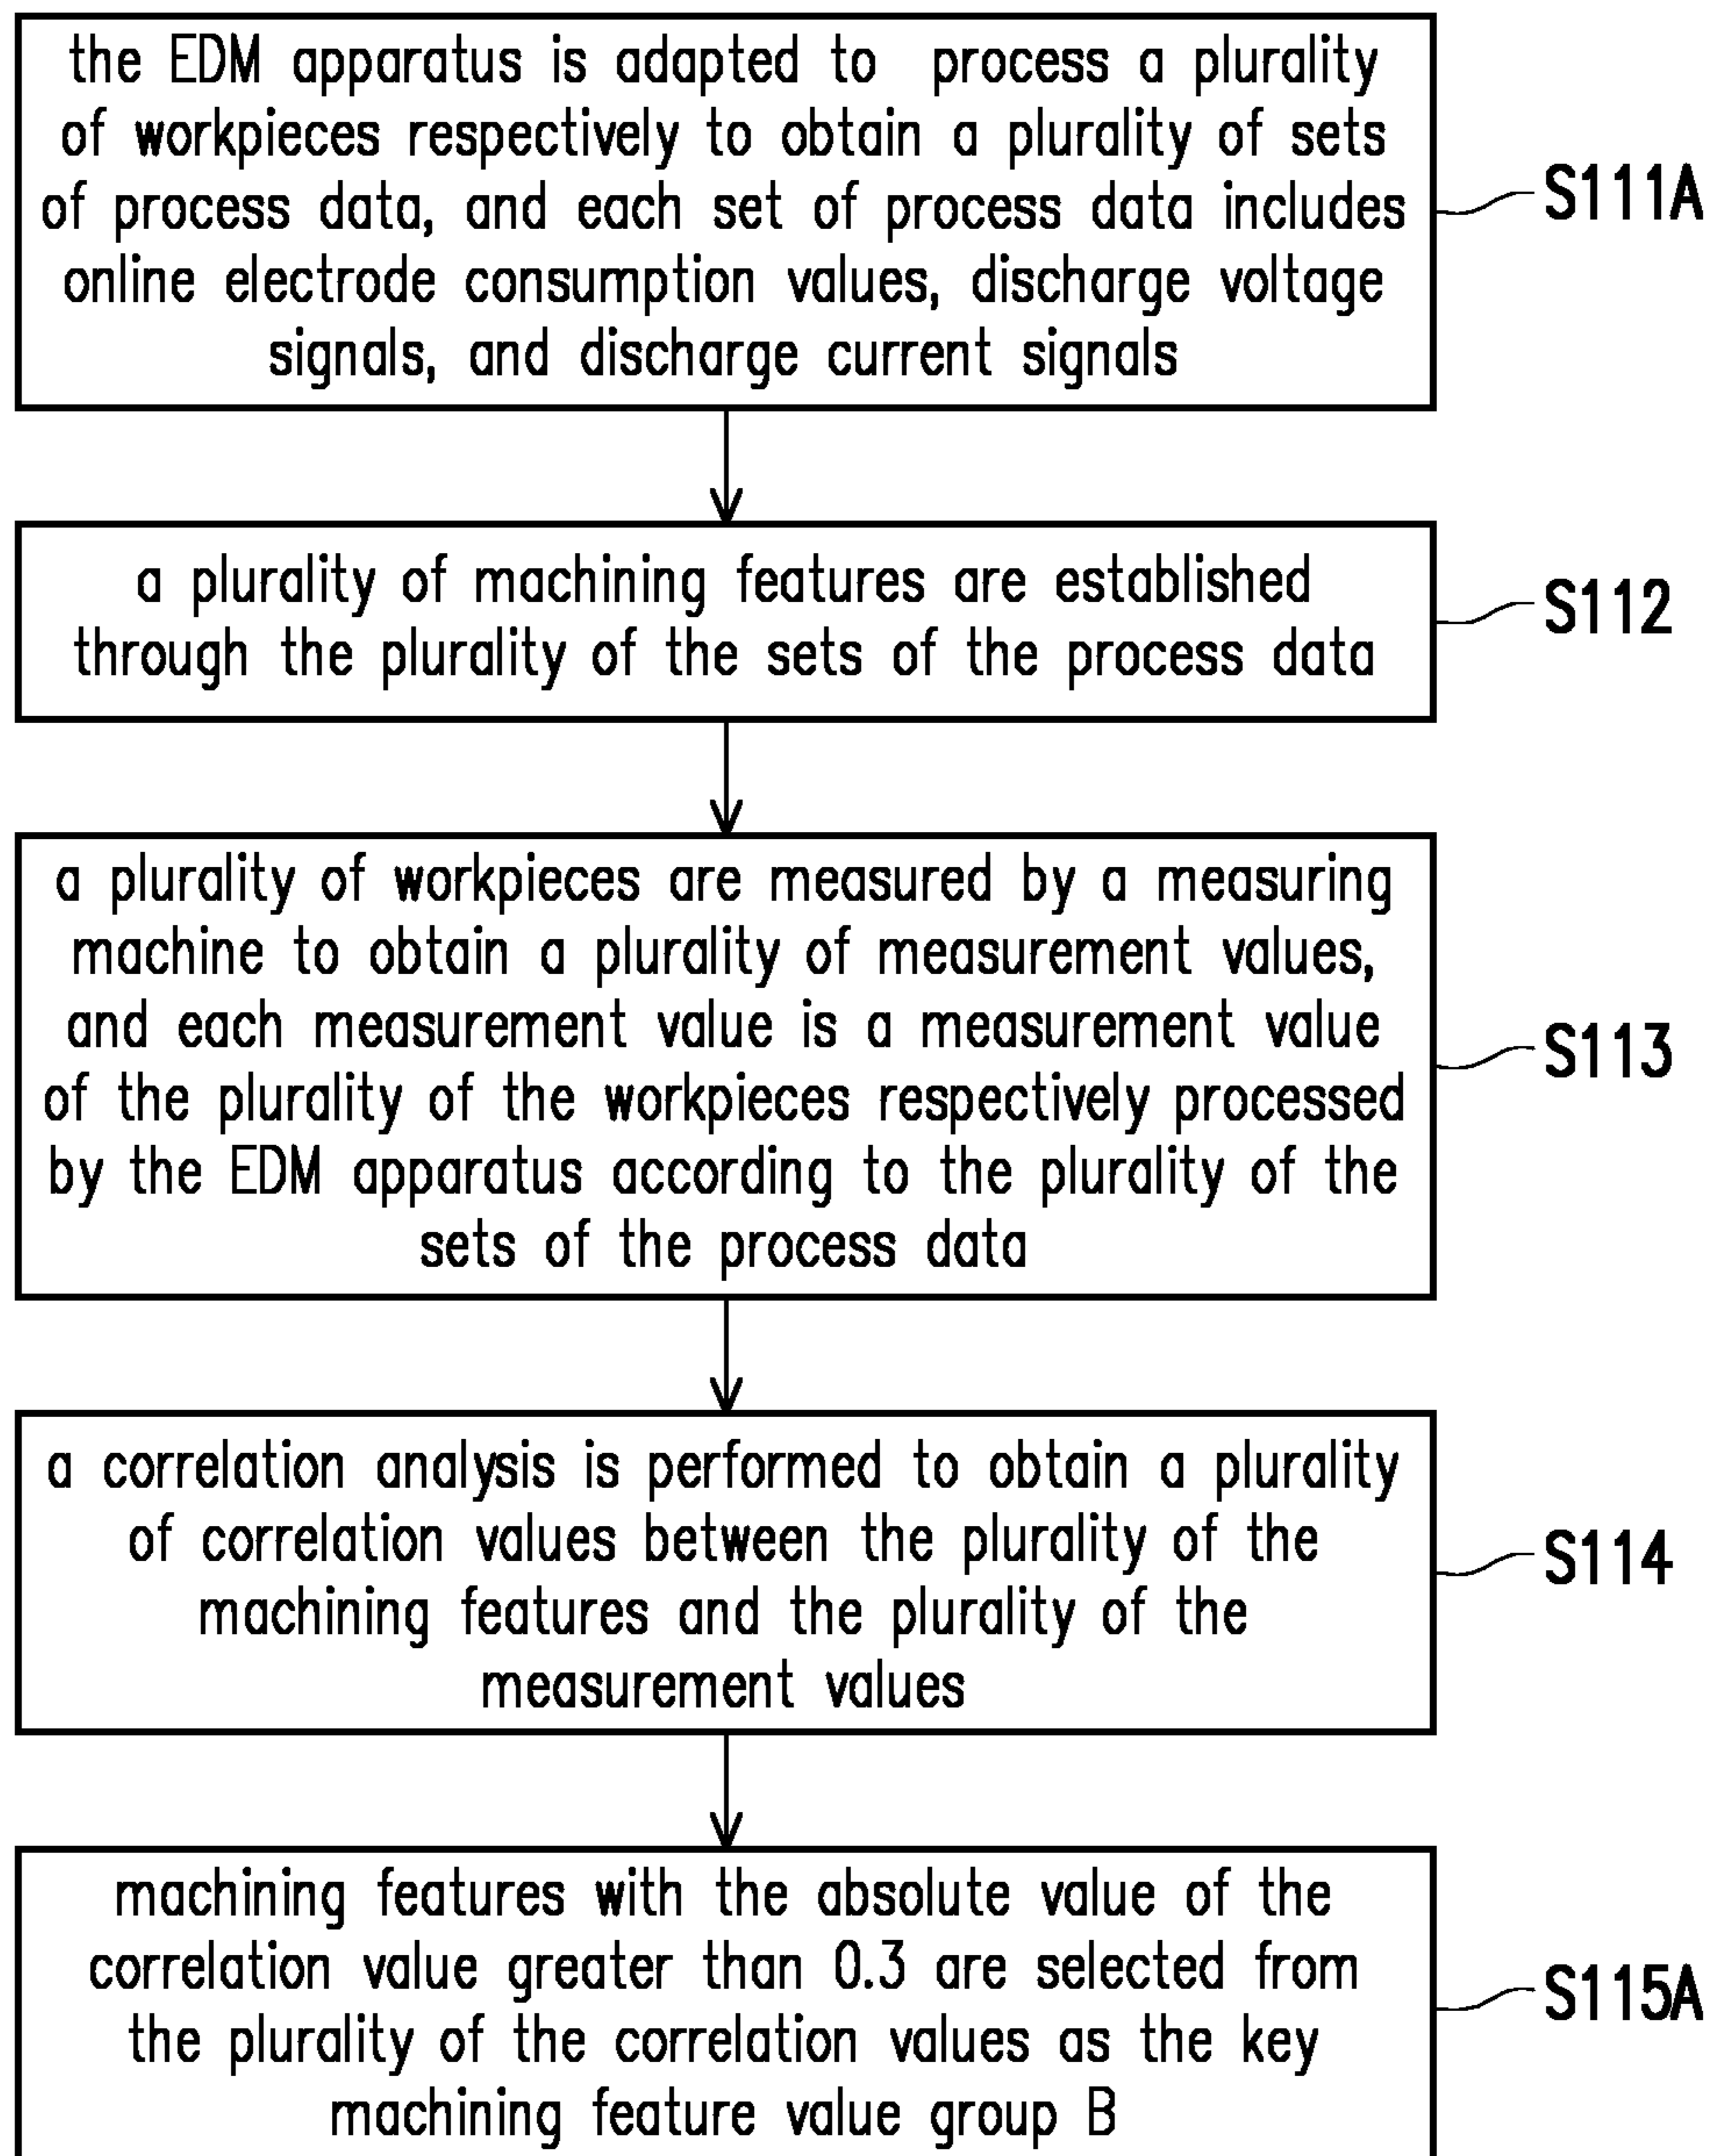 the EDM apparatus is adapted to process a plurality
of workpieces respectively to obtain a plurality of sets
of process data, and each set of process data includes
online electrode consumption values, discharge voltage
signals, and discharge current signals
S111A
a plurality of machining features are established
through the plurality of the sets of the process data
S112
a plurality of workpieces are measured by a measuring
machine to obtain a plurality of measurement values,
and each measurement value is a measurement value
of the plurality of the workpieces respectively processed
by the EDM apparatus according to the plurality of the
sets of the process data
S113
a correlation analysis is performed to obtain a plurality
of correlation values between the plurality of the
machining features and the plurality of the
measurement values
S114
machining features with the absolute value of the
correlation value greater than 0.3 are selected from
the plurality of the correlation values as the key
machining feature value group B
S115A